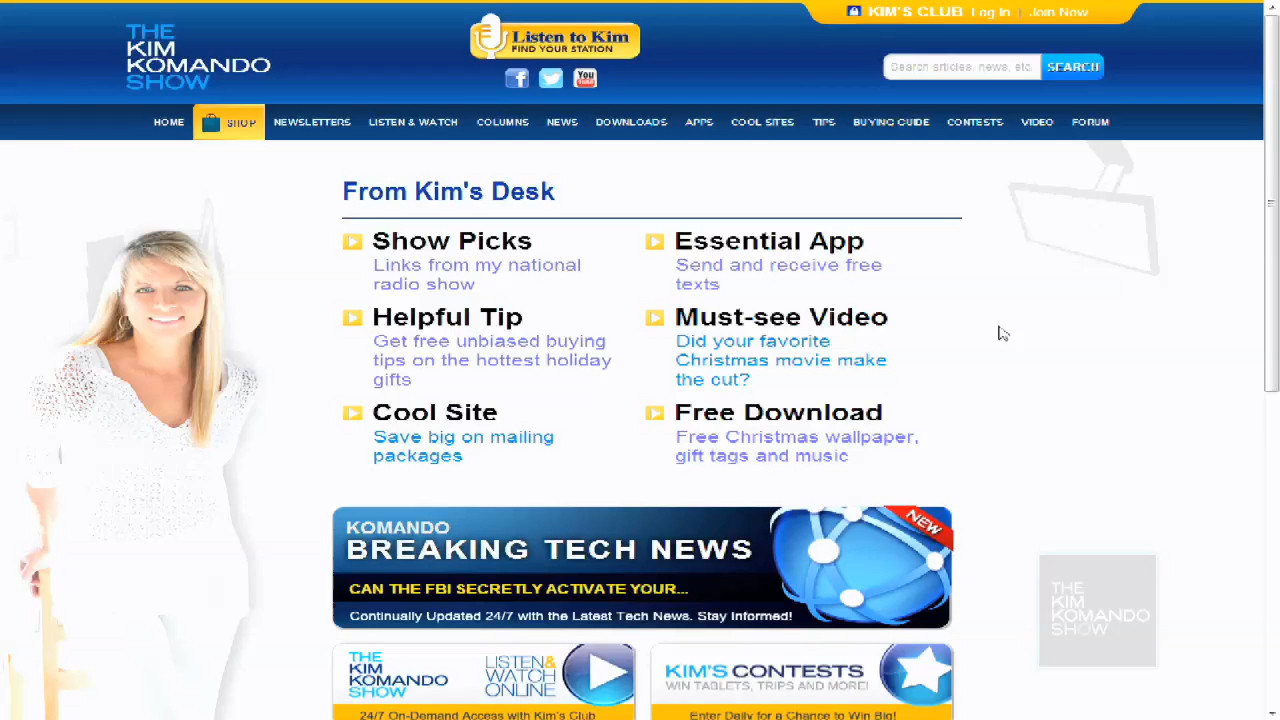 KIM'S CLUB Log In | Join Now
THE
KIM
KOMANDO
SHOW
Listen to Kim
FIND YOUR STATION
You
Tube
Search articles, news, etc.
SEARCH
HOME SHOP NEWSLETTERS LISTEN & WATCH COLUMNS NEWS DOWNLOADS APPS COOL SITES TIPS BUYING GUIDE CONTESTS VIDEO FORUM
From Kim's Desk
Show Picks
Links from my national
radio show
Essential App
Send and receive free
texts
Helpful Tip
Get free unbiased buying
tips on the hottest holiday
gifts
Must-see Video
Did your favorite
Christmas movie make
the cut?
Cool Site
Save big on mailing
packages
Free Download
Free Christmas wallpaper,
gift tags and music
KOMANDO
BREAKING TECH NEWS
NEW
CAN THE FBI SECRETLY ACTIVATE YOUR...
Continually Updated 24/7 with the Latest Tech News. Stay Informed!
THE
KIM
KOMANDO
SHOW
LISTEN&
WATCH
ONLINE
24/7 On-Demand Access with Kim's Club
KIM'S CONTESTS
WIN TABLETS, TRIPS AND MORE!
Enter Daily for a Chance to Win Big!
THE
KIM
KOMANDO
SHOW